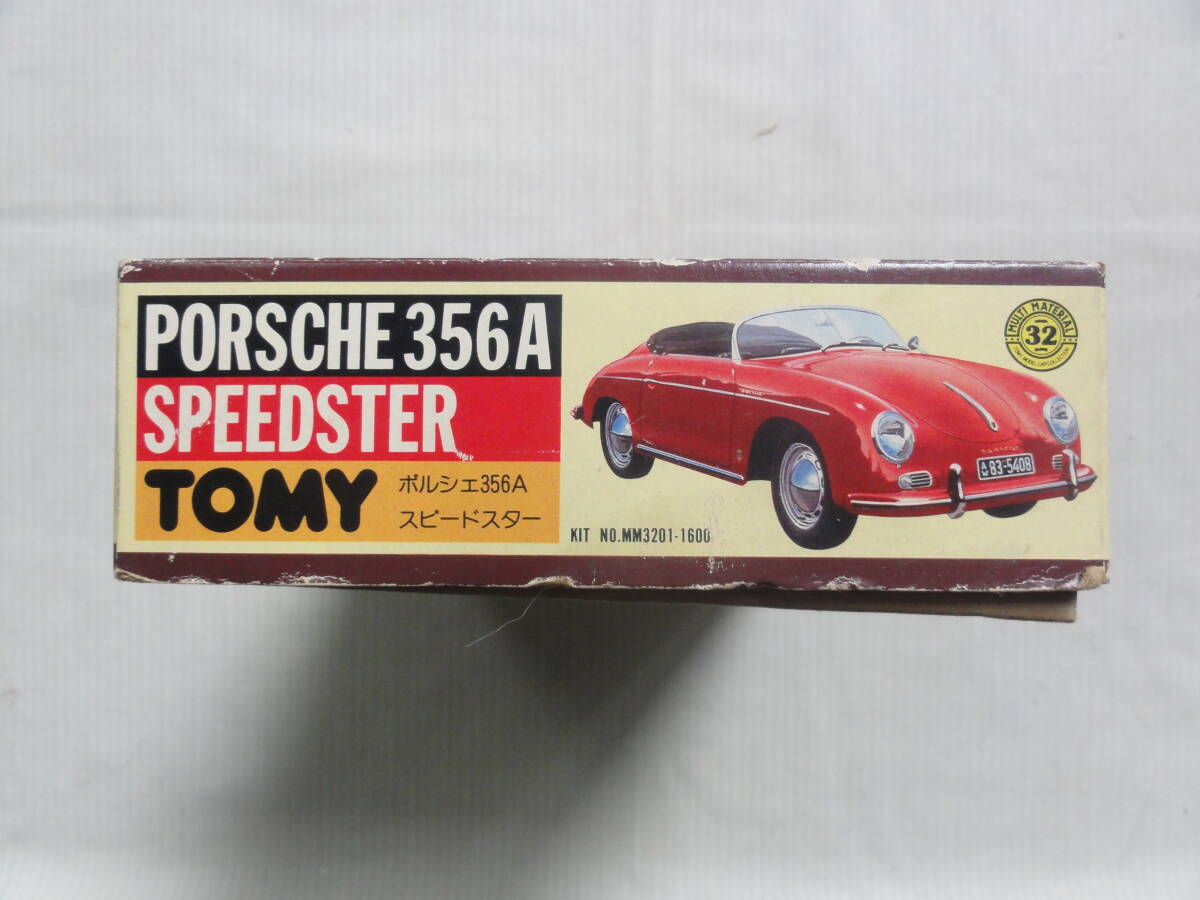 PORSCHE 356A
SPEEDSTER
TOMY
ポルシェ356A
スピードスター
KIT NO.MM3201-1600
83-5408
MULTI MATERIAL
32